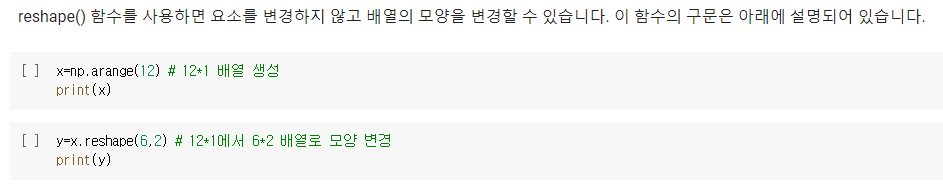 reshape() 함수를 사용하면 요소를 변경하지 않고 배열의 모양을 변경할 수 있습니다. 이 함수의 구문은 아래에 설명되어 있습니다.
[ ] x=np.arange(12) # 12*1 배열 생성
print(x)
[ ] y=x.reshape(6,2) # 12*1에서 6*2 배열로 모양 변경
print(y)